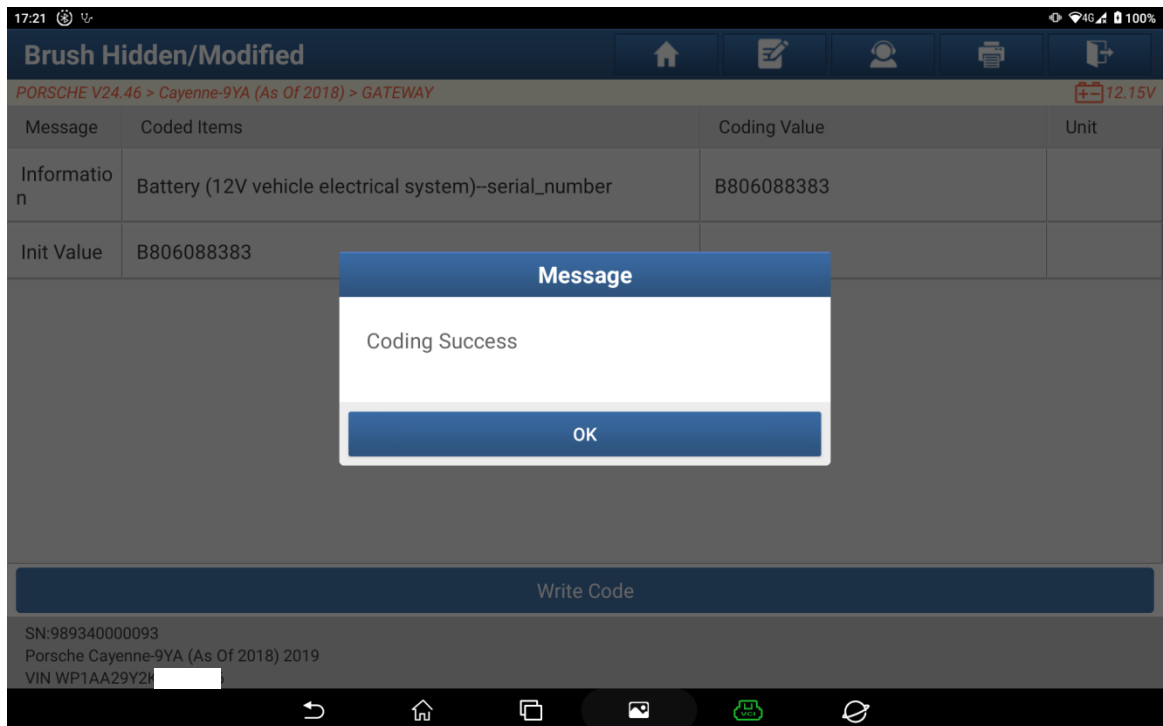 17:21 4G 100%
Brush Hidden/Modified
PORSCHE V24.46 > Cayenne-9YA (As Of 2018) > GATEWAY 12.15V
Message Coded Items Coding Value Unit
Informatio
n Battery (12V vehicle electrical system)--serial_number B806088383
Init Value B806088383
Message
Coding Success
OK
Write Code
SN:989340000093
Porsche Cayenne-9YA (As Of 2018) 2019
VIN WP1AA29Y2K
VCI